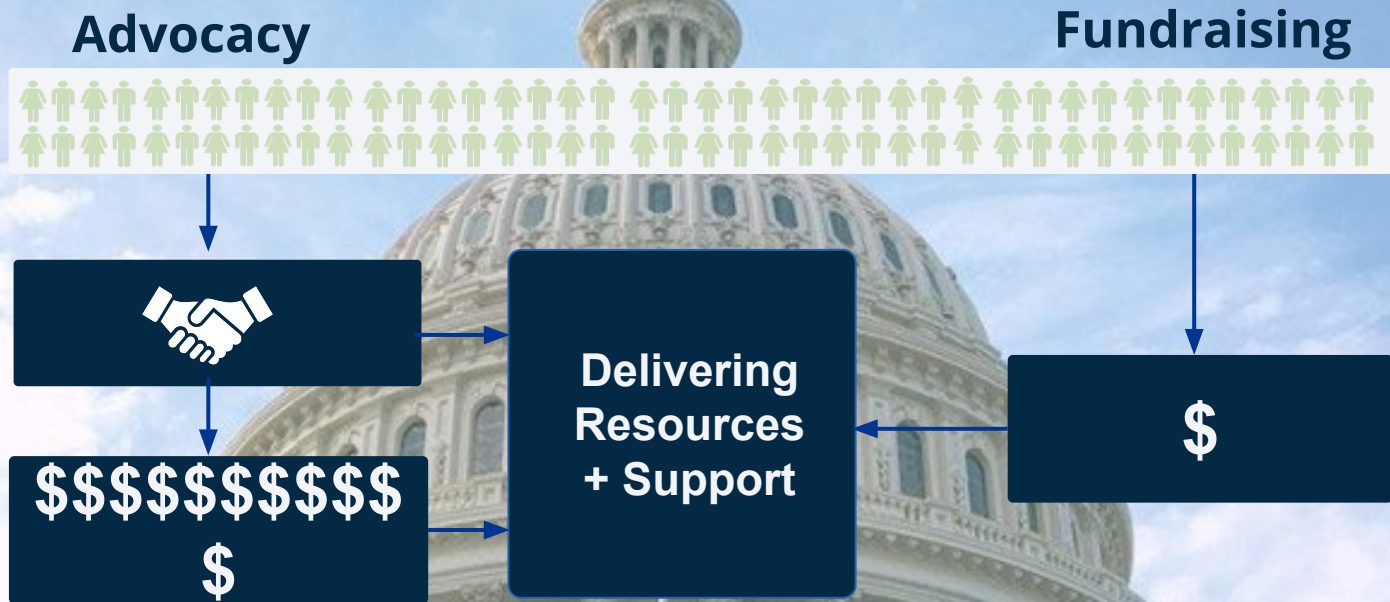 Advocacy
Fundraising
Delivering
Resources
+ Support
$
$$$$$$$$$$
$